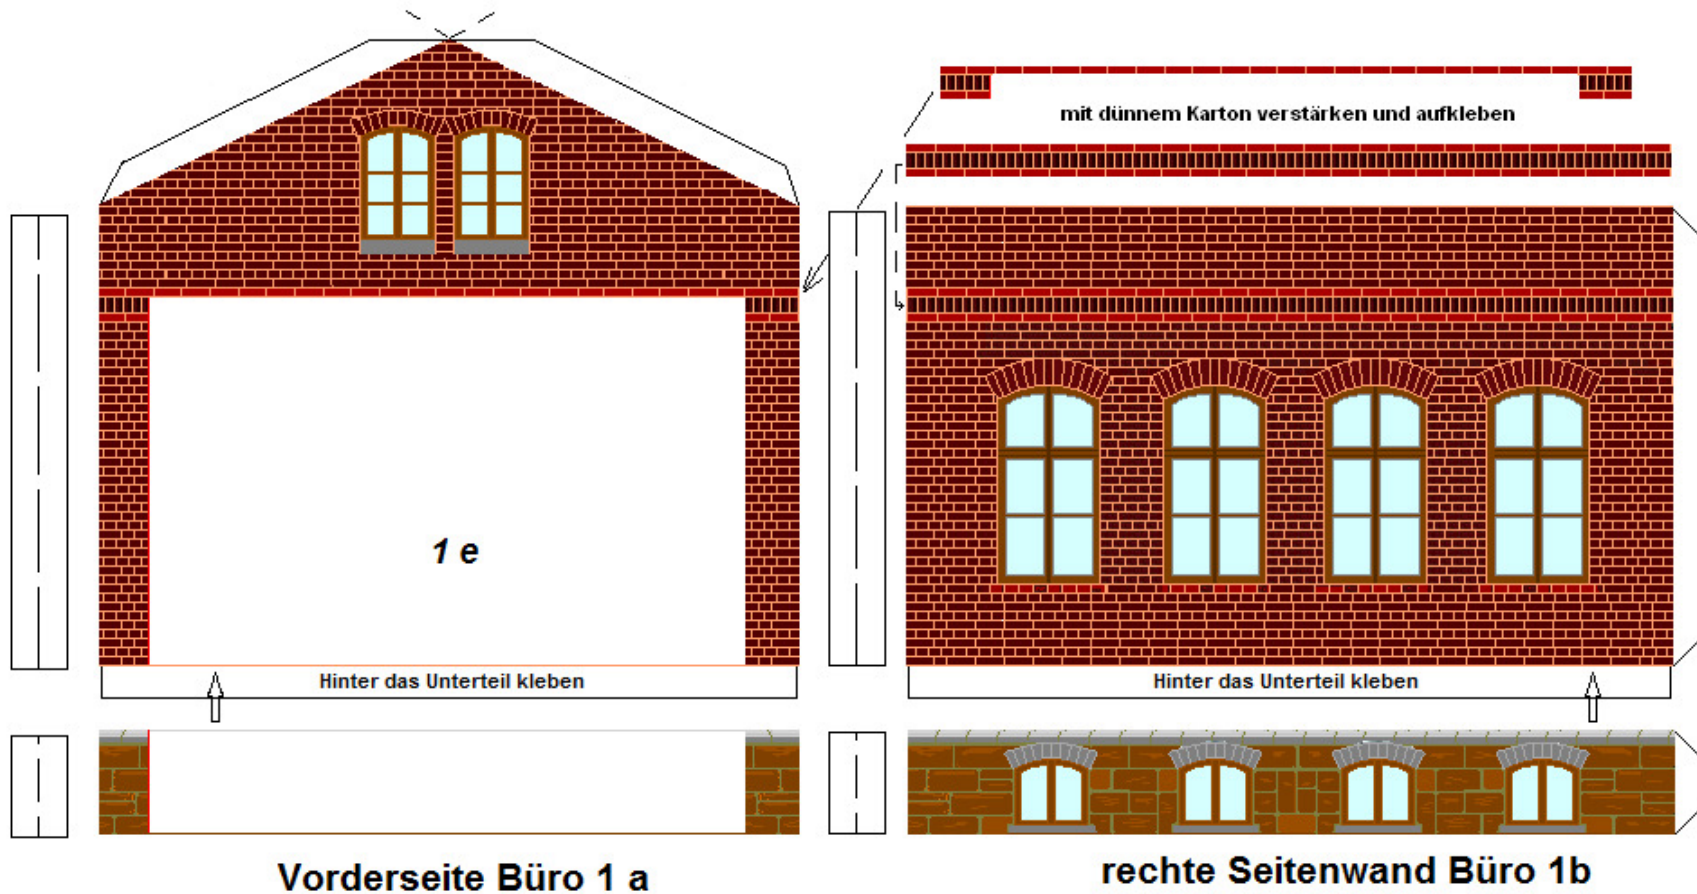 mit dünnem Karton verstärken und aufkleben
1 e
Hinter das Unterteil kleben
Hinter das Unterteil kleben
Vorderseite Büro 1 a
rechte Seitenwand Büro 1b